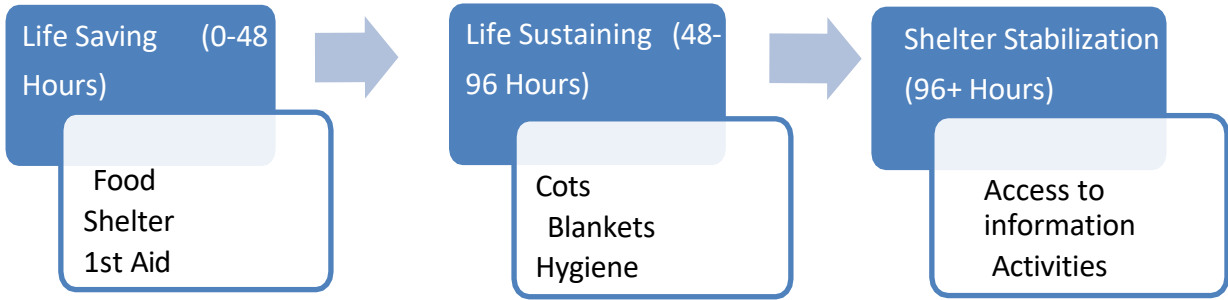 Life Saving (0-48
Hours)
Food
Shelter
1st Aid
Life Sustaining (48-
96 Hours)
Cots
Blankets
Hygiene
Shelter Stabilization
(96+ Hours)
Access to
information
Activities